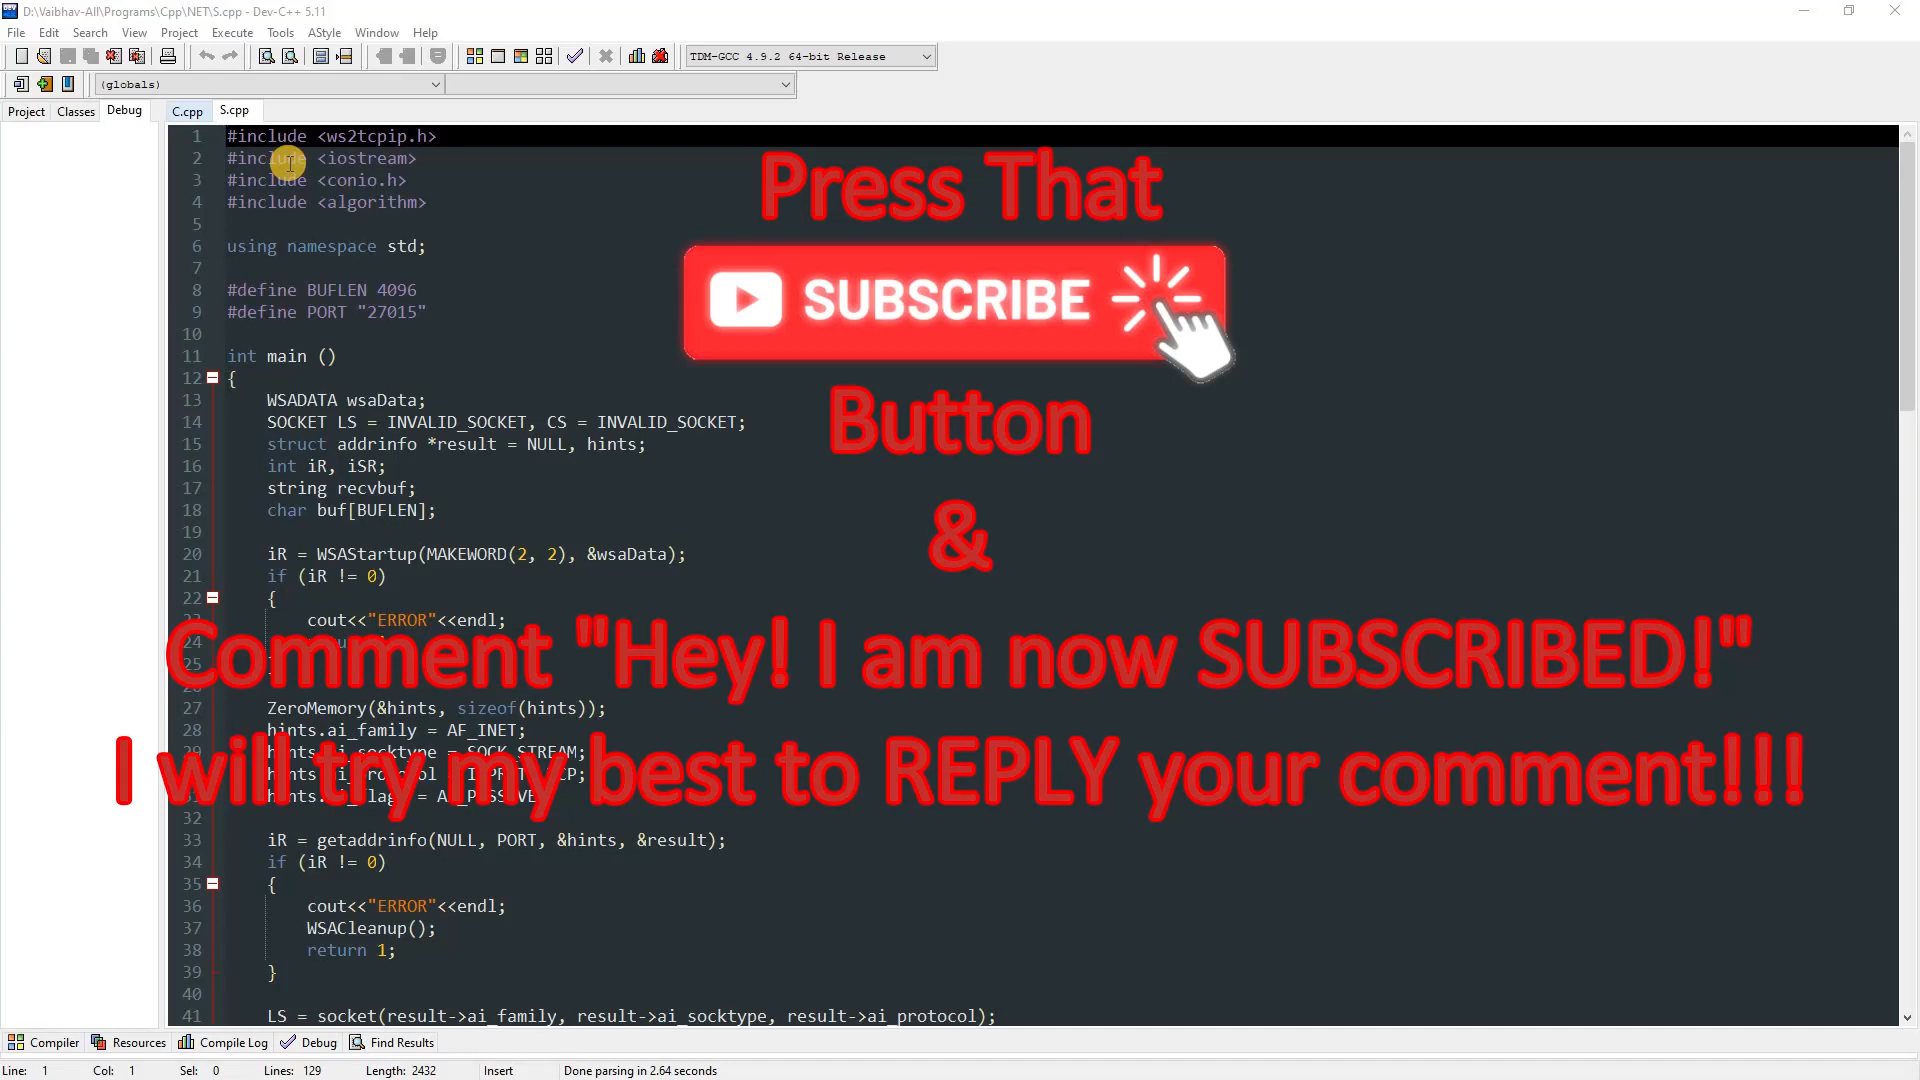 D:\Vaibhav-All\Programs\Cpp\NET\S.cpp - Dev-C++ 5.11
File Edit Search View Project Execute Tools AStyle Window Help
TDM-GCC 4.9.2 64-bit Release
(globals)
Project Classes Debug C.cpp S.cpp
1 #include <ws2tcpip.h>
2 #include <iostream>
3 #include <conio.h>
4 #include <algorithm>
5
6 using namespace std;
7
8 #define BUFLEN 4096
9 #define PORT "27015"
10
11 int main ()
12 {
13 WSADATA wsaData;
14 SOCKET LS = INVALID_SOCKET, CS = INVALID_SOCKET;
15 struct addrinfo *result = NULL, hints;
16 int iR, iSR;
17 string recvbuf;
18 char buf[BUFLEN];
19
20 iR = WSAStartup(MAKEWORD(2, 2), &wsaData);
21 if (iR != 0)
22 {
23 cout<<"ERROR"<<endl;
24
25
27 ZeroMemory(&hints, sizeof(hints));
28 hints.ai_family = AF_INET;
29 hints.ai_socktype = SOCK_STREAM;
32
33 iR = getaddrinfo(NULL, PORT, &hints, &result);
34 if (iR != 0)
35 {
36 cout<<"ERROR"<<endl;
37 WSACleanup();
38 return 1;
39 }
40
41 LS = socket(result->ai_family, result->ai_socktype, result->ai_protocol);
Press That
SUBSCRIBE
Button
&
Comment "Hey! I am now SUBSCRIBED!"
I will try my best to REPLY your comment!!!
Compiler Resources Compile Log Debug Find Results
Line: 1 Col: 1 Sel: 0 Lines: 129 Length: 2432 Insert Done parsing in 2.64 seconds